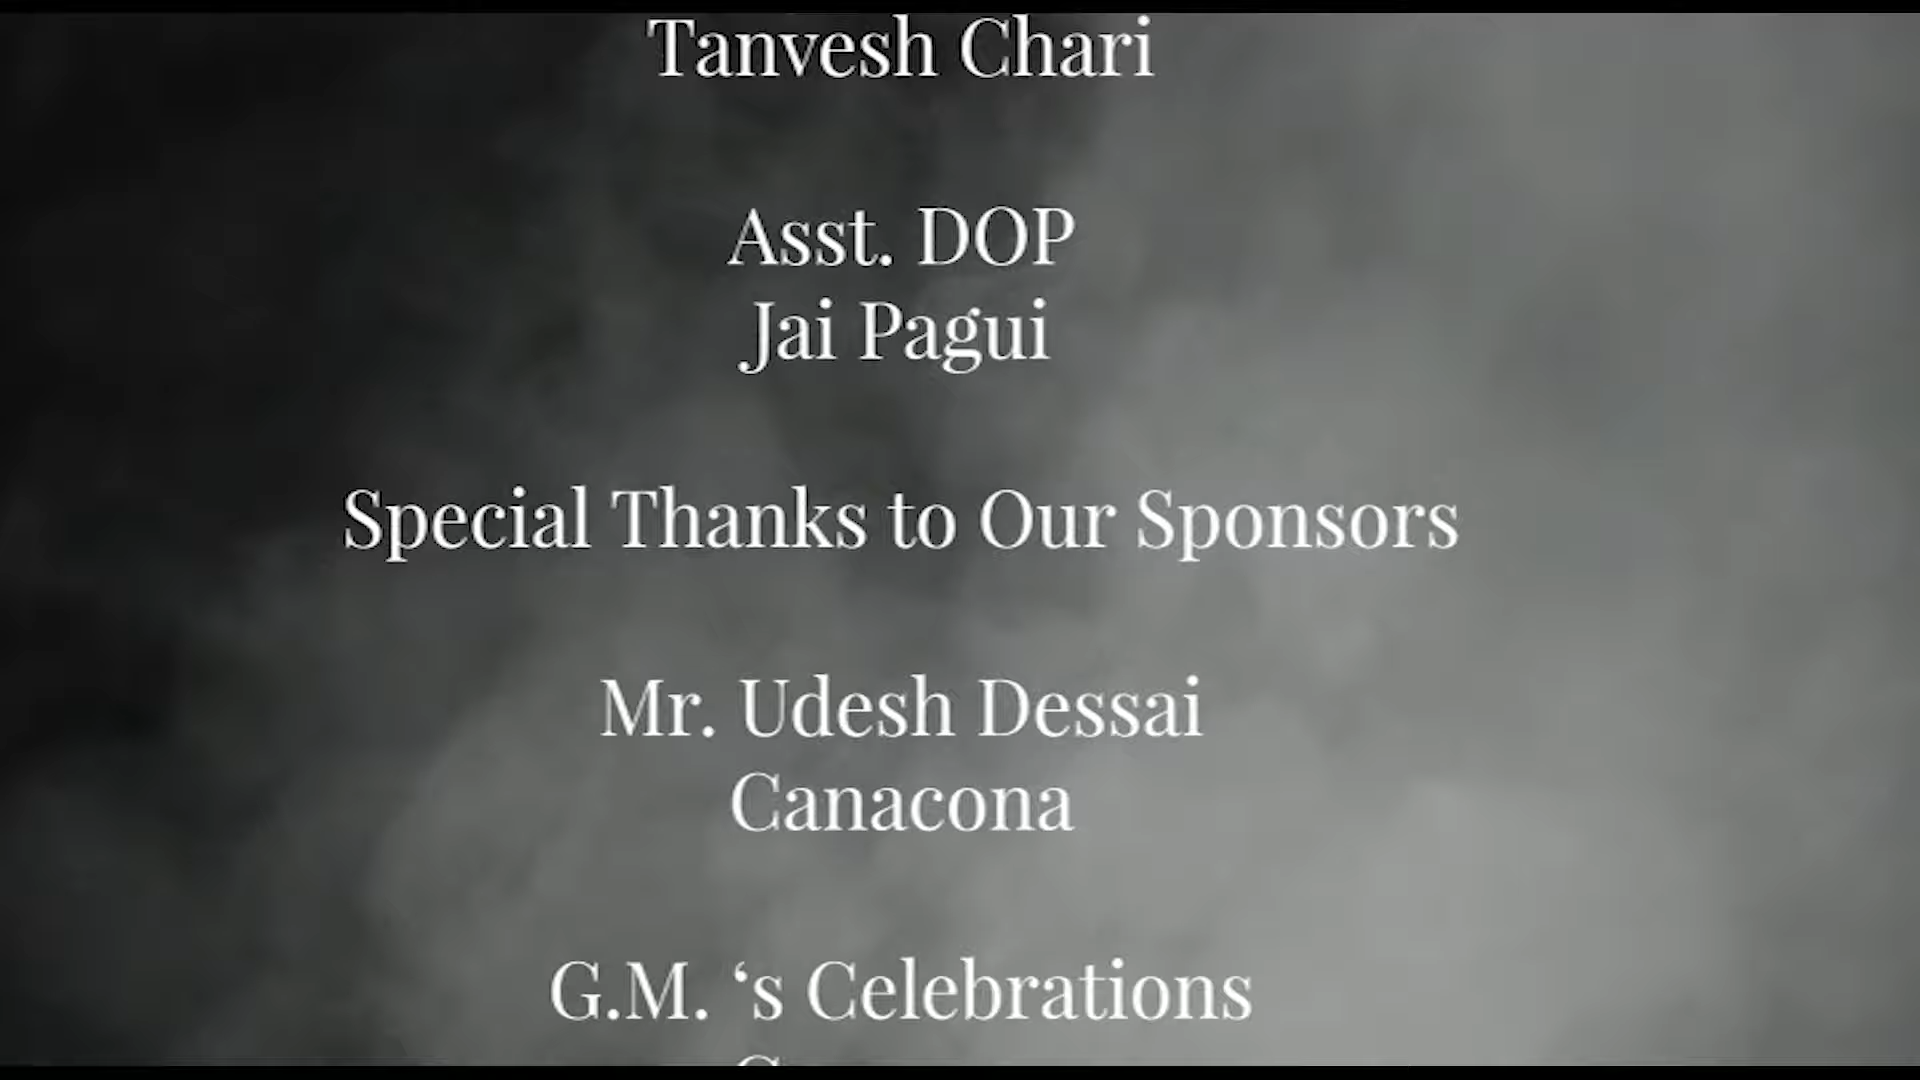 Tanvesh Chari
Asst. DOP
Jai Pagui
Special Thanks to Our Sponsors
Mr. Udesh Dessai
Canacona
G.M. ‘s Celebrations